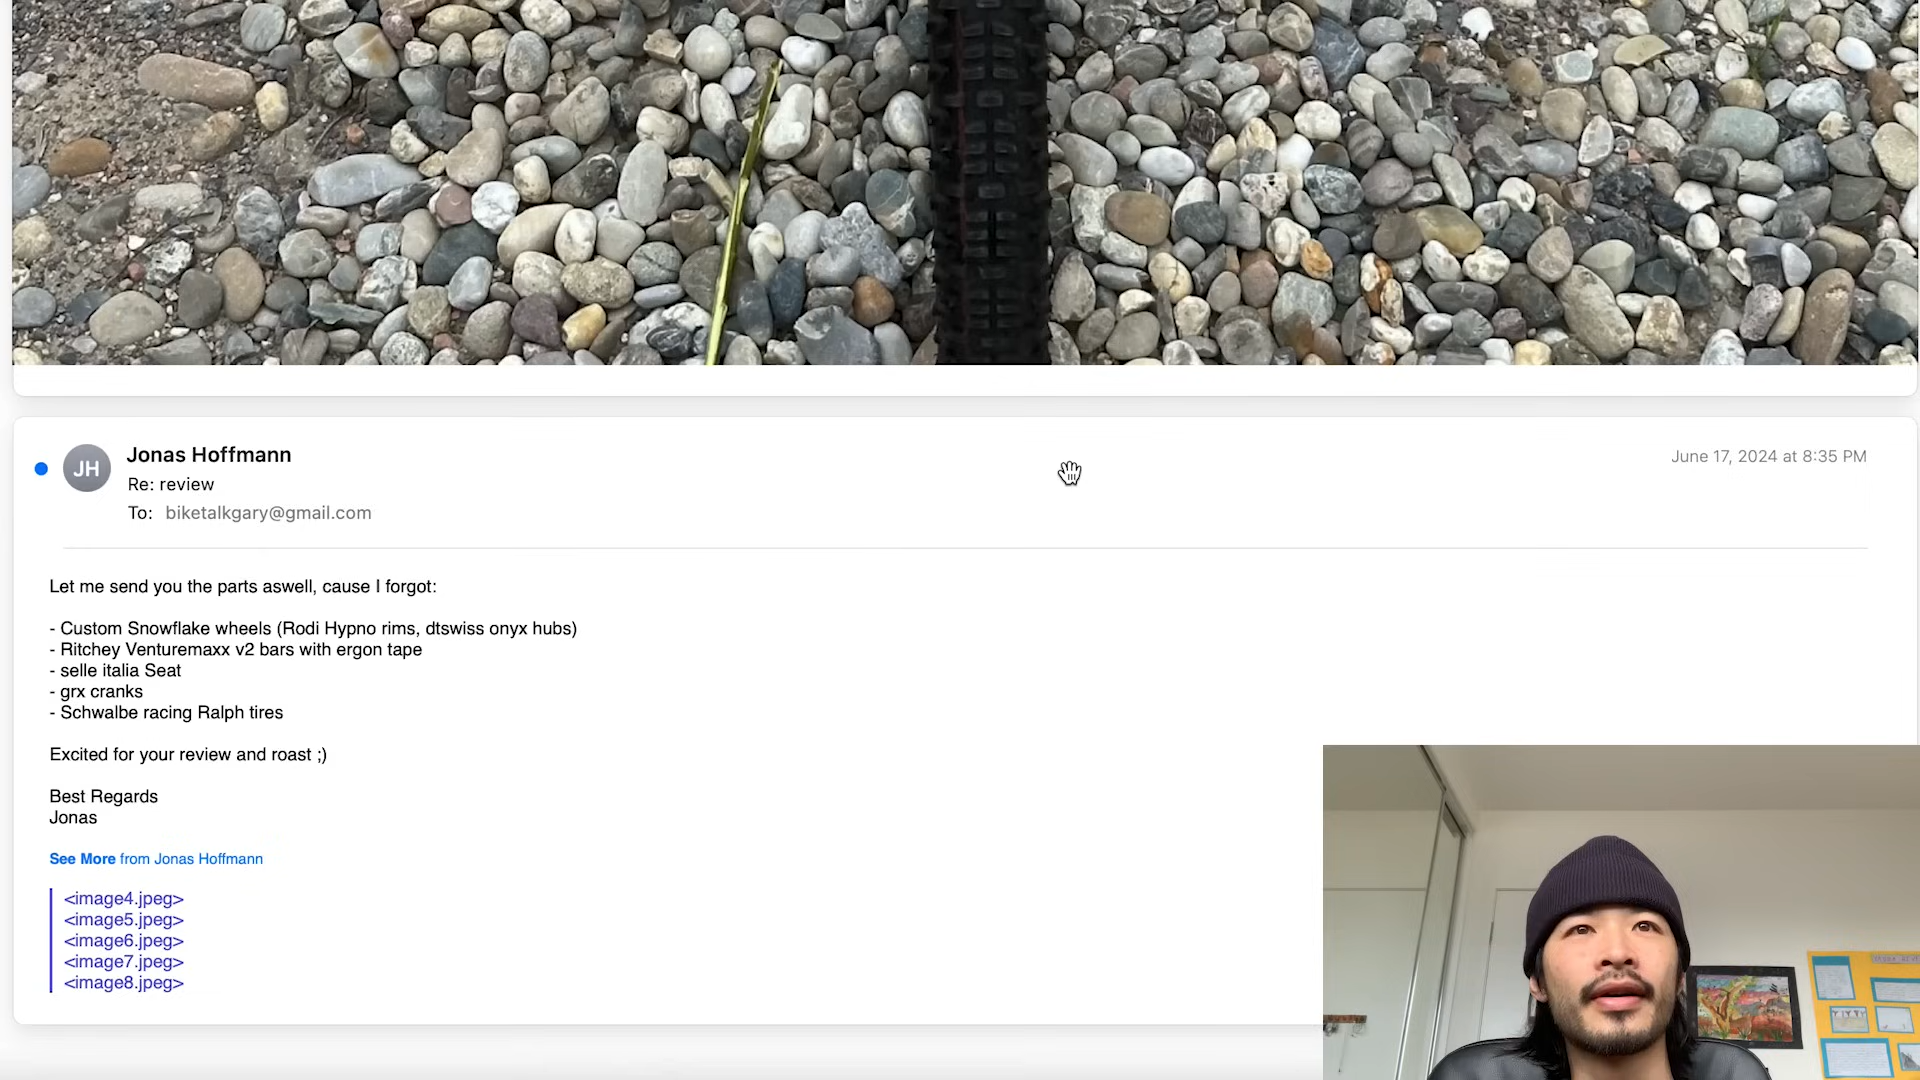 JH
Jonas Hoffmann
June 17, 2024 at 8:35 PM
Re: review
To: biketalkgary@gmail.com
Let me send you the parts aswell, cause I forgot:
- Custom Snowflake wheels (Rodi Hypno rims, dtswiss onyx hubs)
- Ritchey Venturemaxx v2 bars with ergon tape
- selle italia Seat
- grx cranks
- Schwalbe racing Ralph tires
Excited for your review and roast ;)
Best Regards
Jonas
See More from Jonas Hoffmann
<image4.jpeg>
<image5.jpeg>
<image6.jpeg>
<image7.jpeg>
<image8.jpeg>